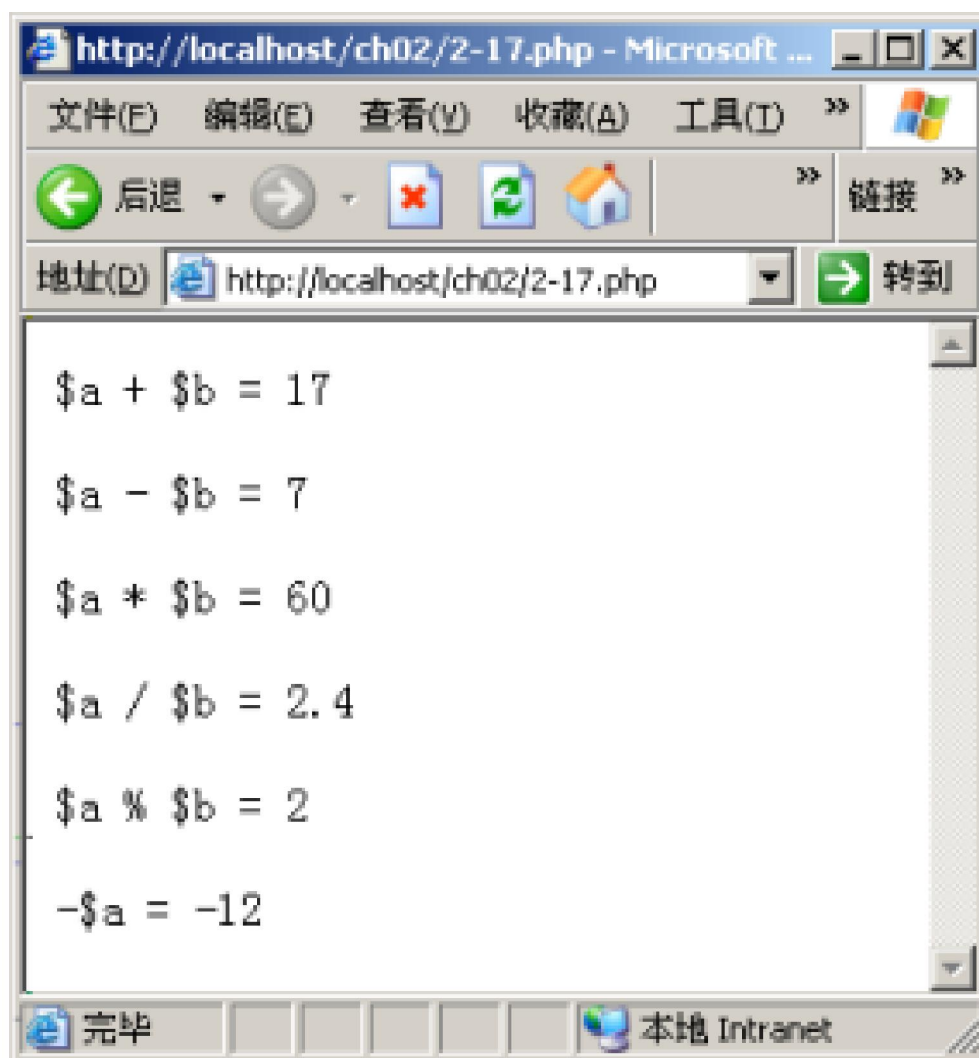 http://localhost/ch02/2-17.php - Microsoft ...
文件(F) 编辑(E) 查看(V) 收藏(A) 工具(T) »
后退 » 链接 »
地址(D) http://localhost/ch02/2-17.php 转到
$a + $b = 17
$a - $b = 7
$a * $b = 60
$a / $b = 2.4
$a % $b = 2
-$a = -12
完毕 本地 Intranet